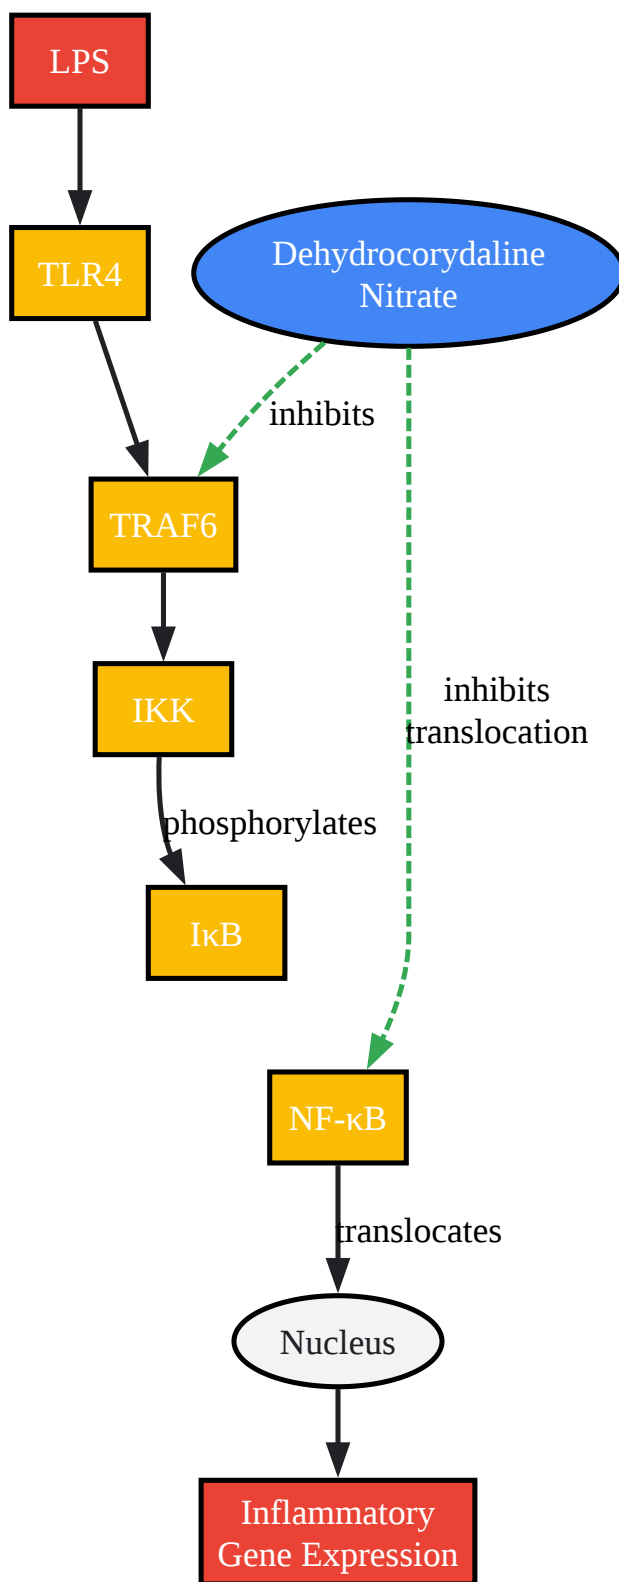 LPS
TLR4
Dehydrocorydaline
Nitrate
inhibits
TRAF6
IKK
inhibits
translocation
phosphorylates
IκB
NF-κB
translocates
Nucleus
Inflammatory
Gene Expression